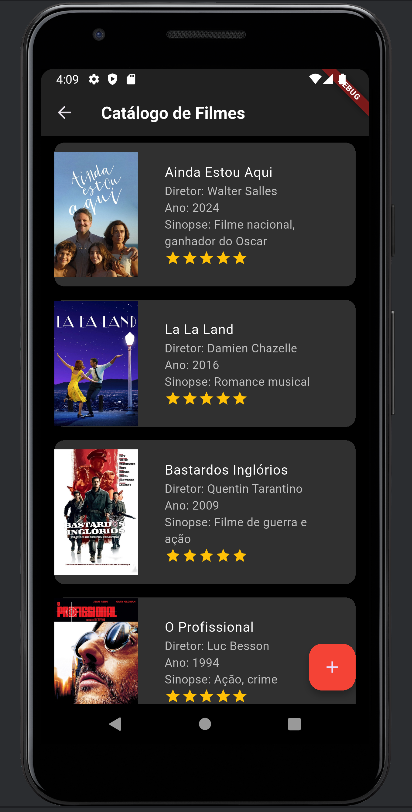 4:09
DEBUG
Catálogo de Filmes
Ainda
estou
aqui
Ainda Estou Aqui
Diretor: Walter Salles
Ano: 2024
Sinopse: Filme nacional,
ganhador do Oscar
LA LA LAND
La La Land
Diretor: Damien Chazelle
Ano: 2016
Sinopse: Romance musical
BASTARDOS
INGLÓRIOS
Bastardos Inglórios
Diretor: Quentin Tarantino
Ano: 2009
Sinopse: Filme de guerra e
ação
O PROFISSIONAL
O Profissional
Diretor: Luc Besson
Ano: 1994
Sinopse: Ação, crime
+